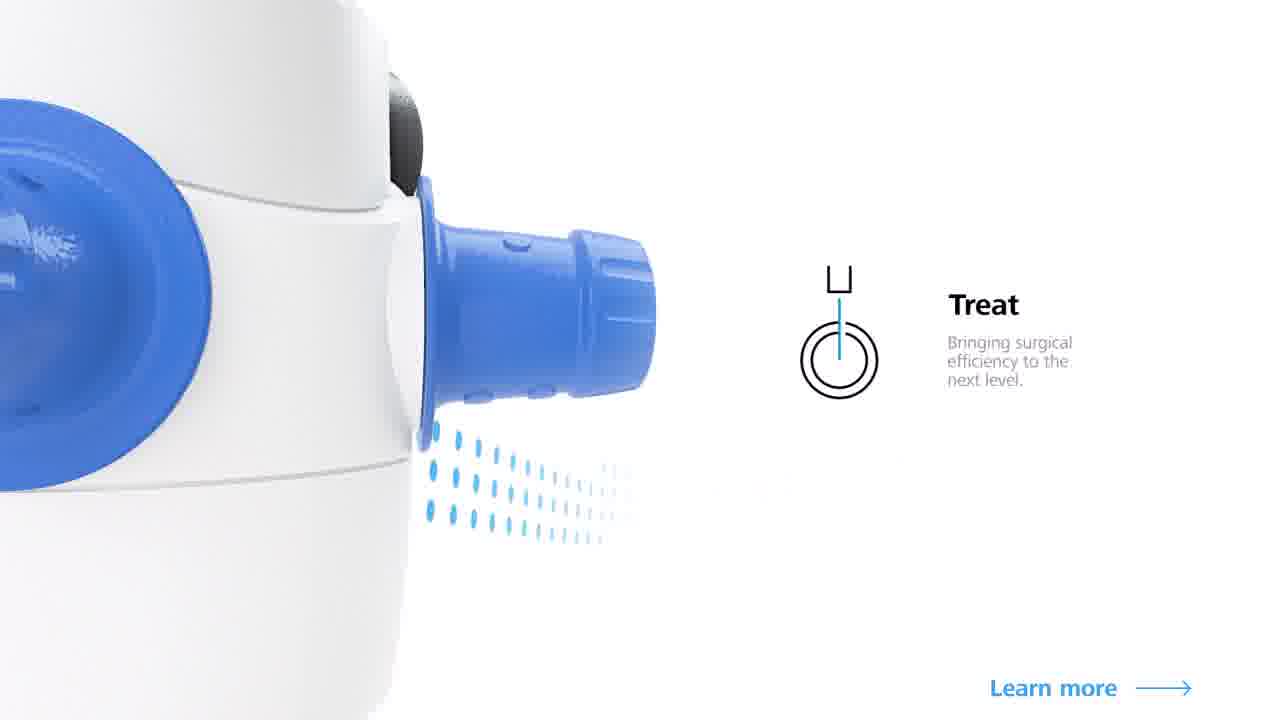 Treat
Bringing surgical
efficiency to the
next level.
Learn more